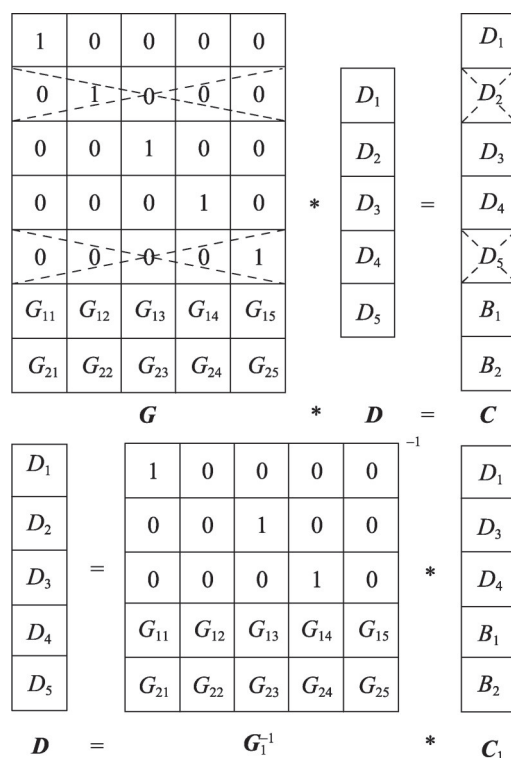 1 0 0 0 0 D₁
0 1 0 0 0 D₁ D₂
0 0 1 0 0 D₂ D₃
0 0 0 1 0 * D₃ = D₄
0 0 0 0 1 D₄ D₅
G₁₁ G₁₂ G₁₃ G₁₄ G₁₅ D₅ B₁
G₂₁ G₂₂ G₂₃ G₂₄ G₂₅ B₂
G * D = C
D₁ 1 0 0 0 0 ⁻¹ D₁
D₂ 0 0 1 0 0 D₃
D₃ = 0 0 0 1 0 * D₄
D₄ G₁₁ G₁₂ G₁₃ G₁₄ G₁₅ B₁
D₅ G₂₁ G₂₂ G₂₃ G₂₄ G₂₅ B₂
D = G₁⁻¹ * C₁